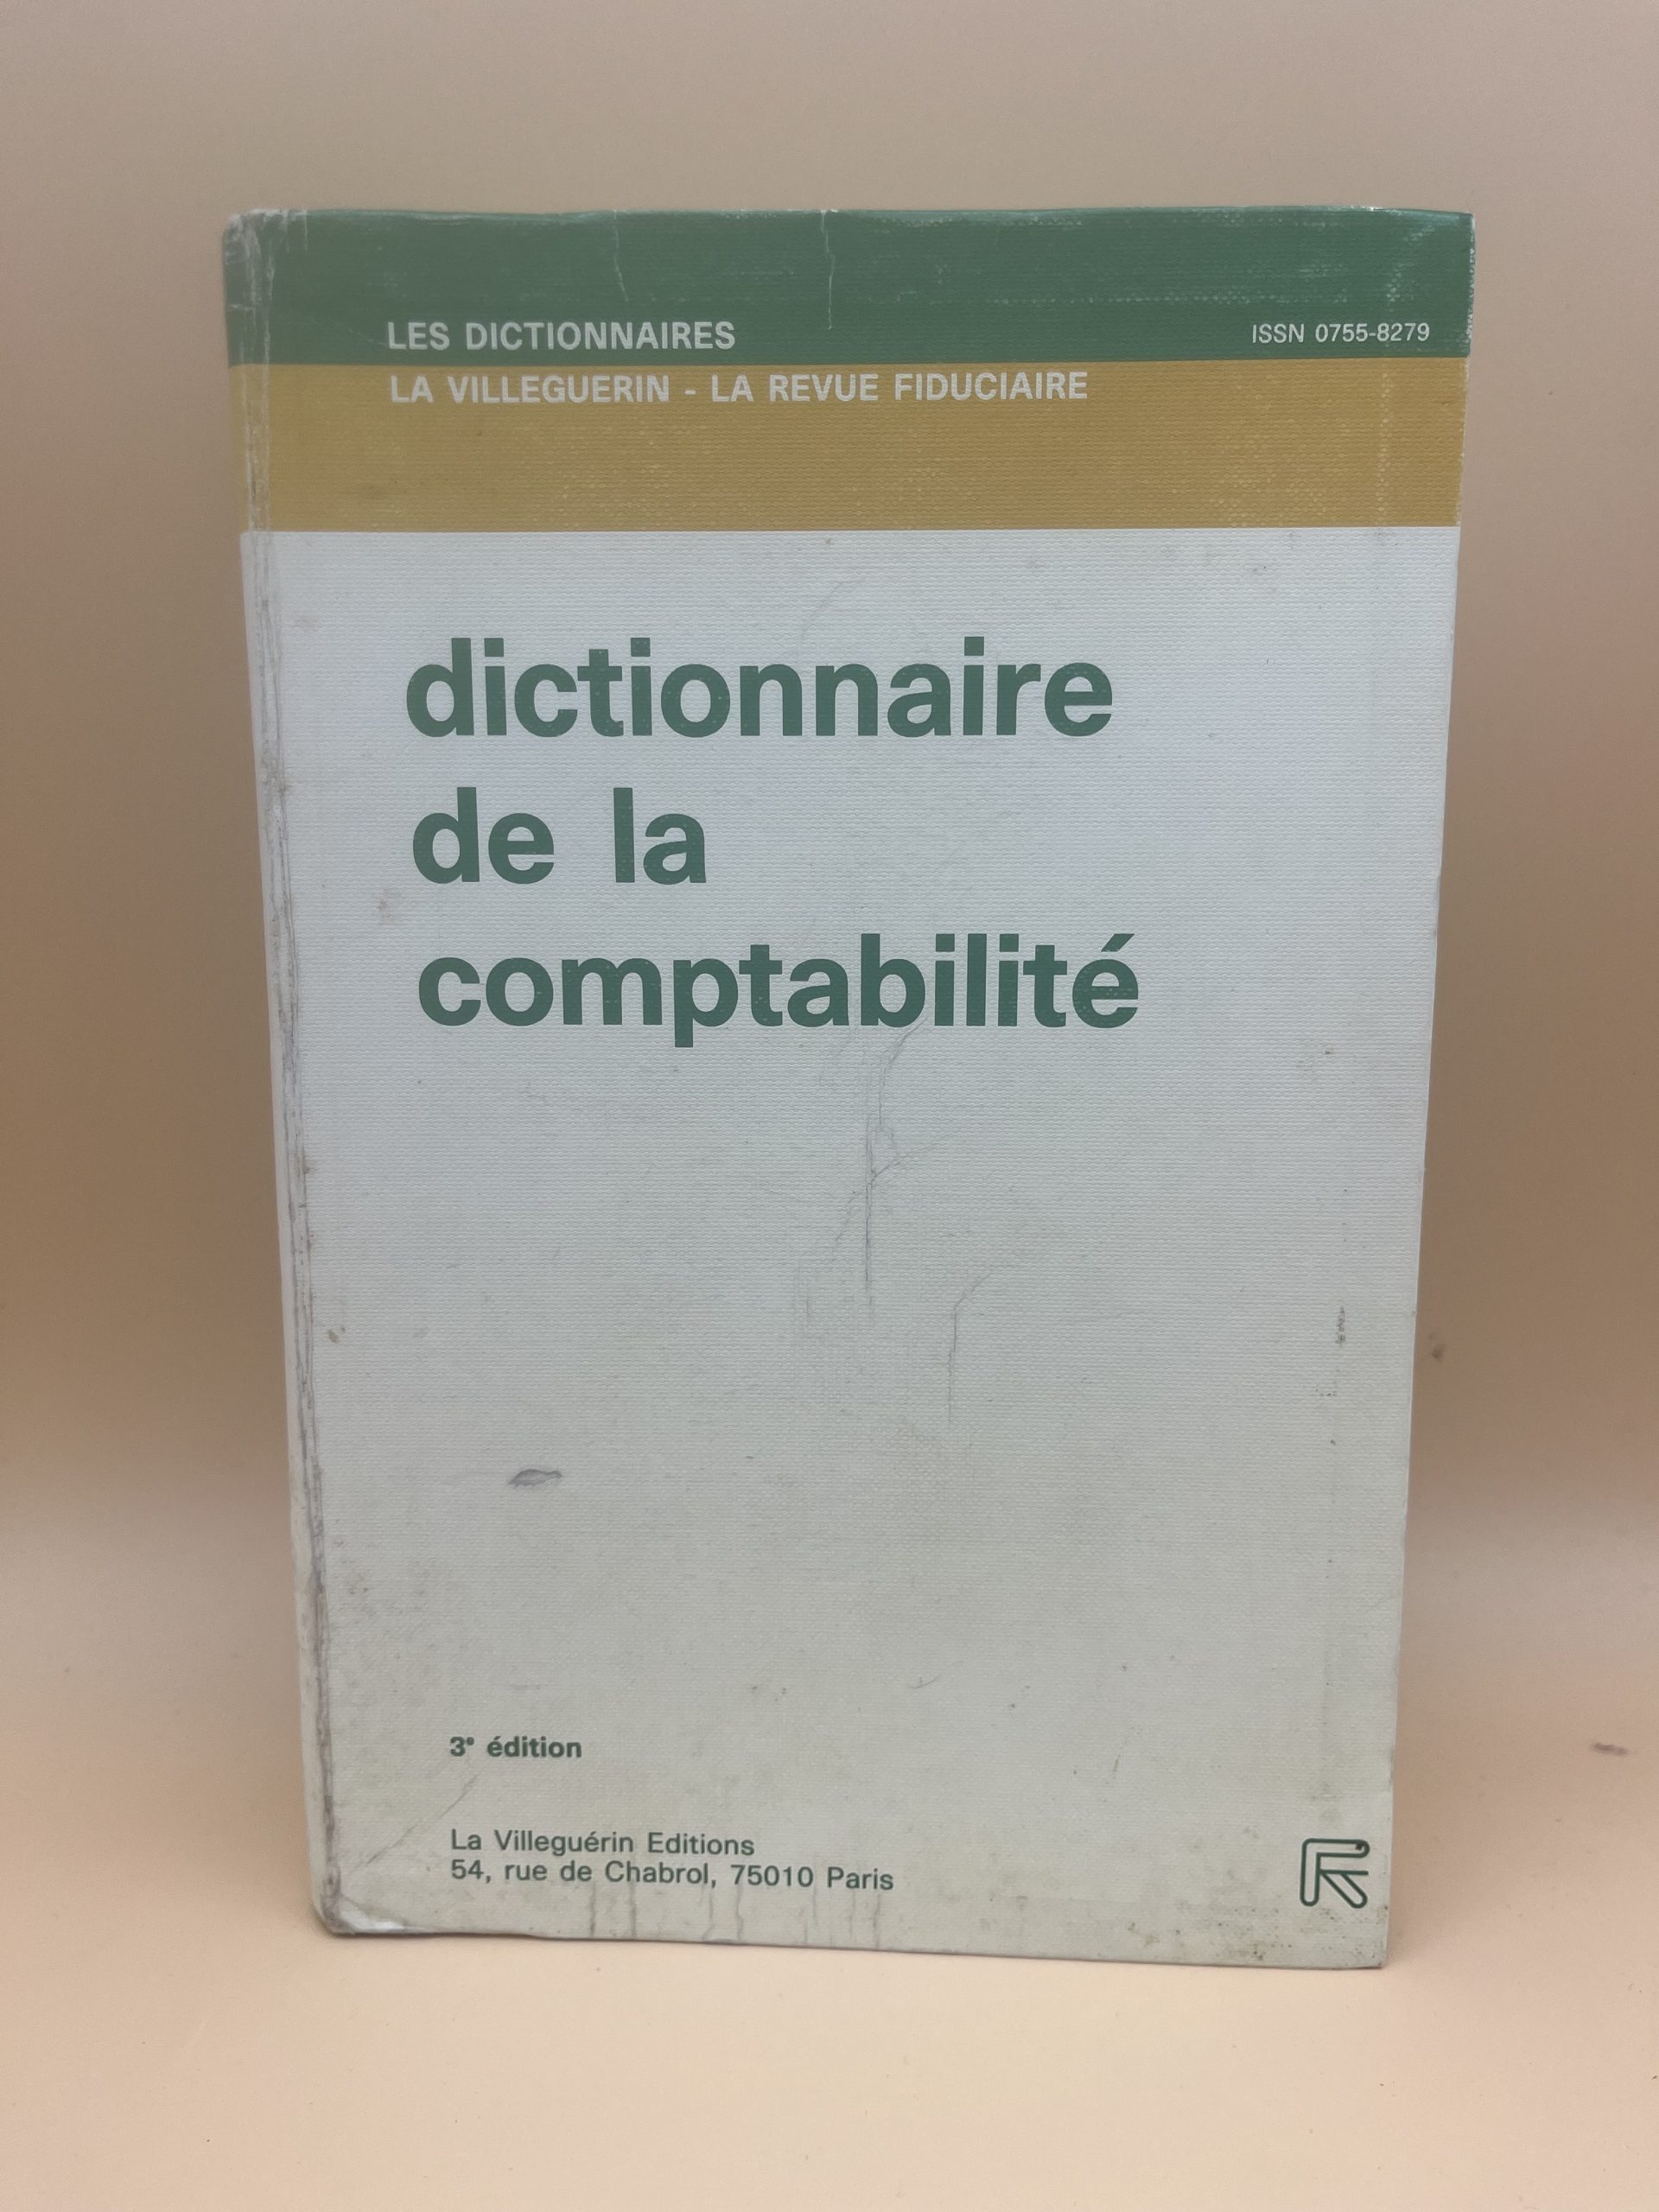 LES DICTIONNAIRES
ISSN 0755-8279
LA VILLEGUERIN - LA REVUE FIDUCIAIRE
dictionnaire
de la
comptabilité
3e édition
La Villeguérin Editions
54, rue de Chabrol, 75010 Paris